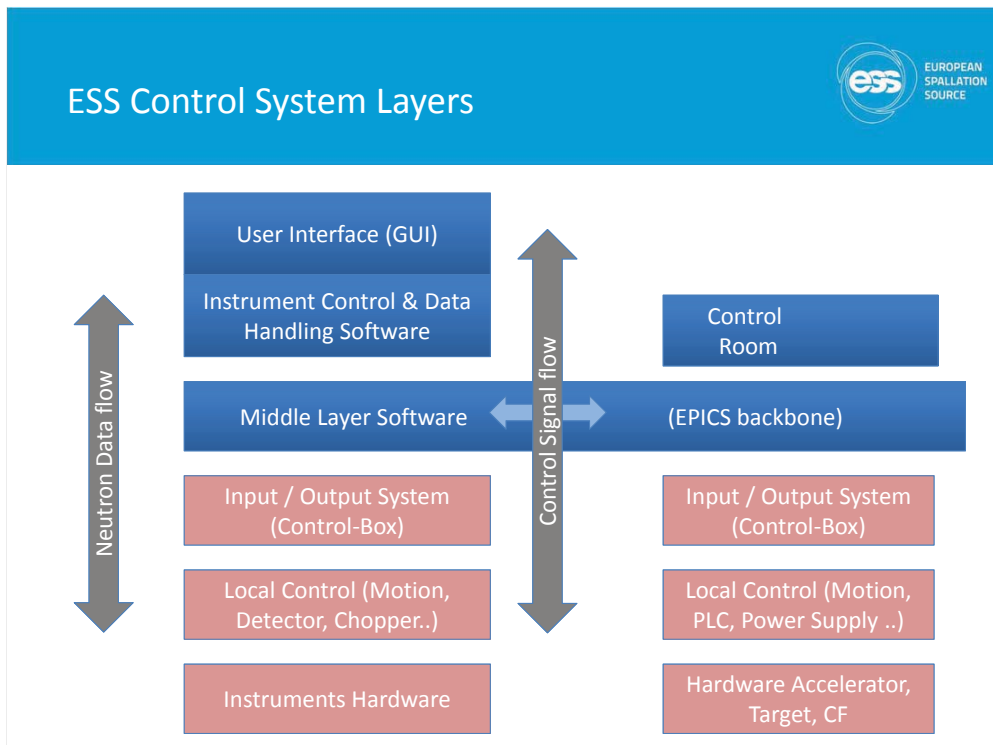 ESS Control System Layers
ess
EUROPEAN
SPALLATION
SOURCE
User Interface (GUI)
Instrument Control & Data
Handling Software
Control
Room
Middle Layer Software
(EPICS backbone)
Input / Output System
(Control-Box)
Input / Output System
(Control-Box)
Local Control (Motion,
Detector, Chopper..)
Local Control (Motion,
PLC, Power Supply ..)
Instruments Hardware
Hardware Accelerator,
Target, CF
Neutron Data flow
Control Signal flow